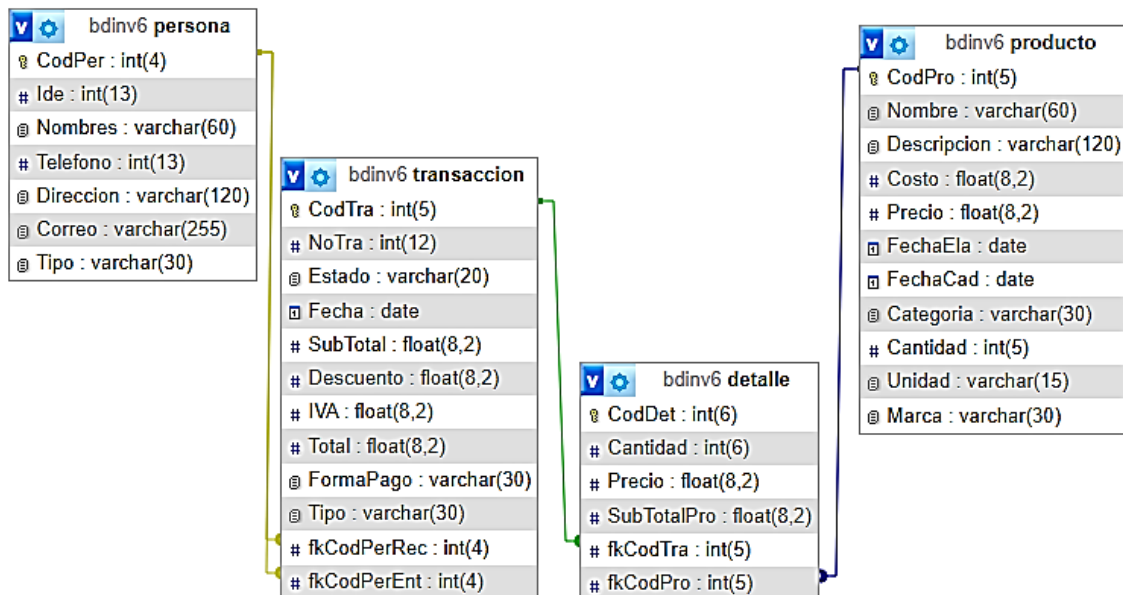 bdinv6 persona
CodPer : int(4)
# Ide : int(13)
Nombres : varchar(60)
# Telefono : int(13)
Direccion : varchar(120)
Correo : varchar(255)
Tipo : varchar(30)
bdinv6 transaccion
CodTra : int(5)
# NoTra : int(12)
Estado : varchar(20)
Fecha : date
# SubTotal : float(8,2)
# Descuento : float(8,2)
# IVA : float(8,2)
# Total : float(8,2)
FormaPago : varchar(30)
Tipo : varchar(30)
# fkCodPerRec : int(4)
# fkCodPerEnt : int(4)
bdinv6 detalle
CodDet : int(6)
# Cantidad : int(6)
# Precio : float(8,2)
# SubTotalPro : float(8,2)
# fkCodTra : int(5)
# fkCodPro : int(5)
bdinv6 producto
CodPro : int(5)
Nombre : varchar(60)
Descripcion : varchar(120)
# Costo : float(8,2)
# Precio : float(8,2)
FechaEla : date
FechaCad : date
Categoria : varchar(30)
# Cantidad : int(5)
Unidad : varchar(15)
Marca : varchar(30)